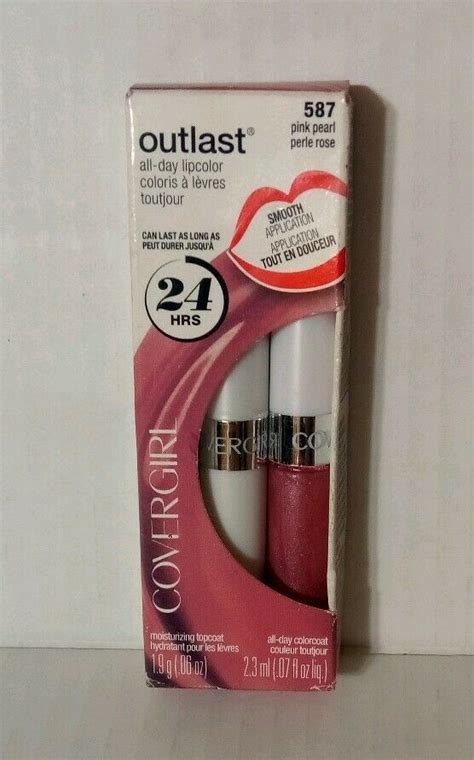 587
pink pearl
perle rose
outlast®
all-day lipcolor
coloris à lèvres
toutjour
SMOOTH
APPLICATION
APPLICATION
TOUT EN DOUCEUR
CAN LAST AS LONG AS
PEUT DURER JUSQU'À
24
HRS
COVERGIRL
moisturizing topcoat
hydratant pour les lèvres
1.9 g (.06 oz)
all-day colorcoat
couleur toutjour
2.3 ml (.07 fl oz liq.)